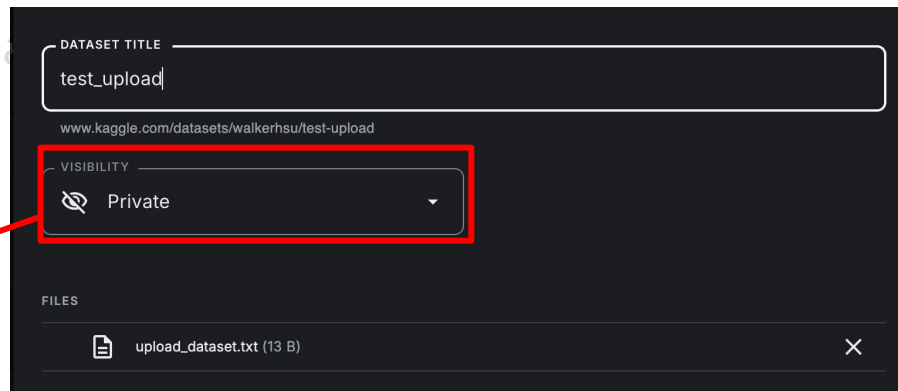 DATASET TITLE
test_upload
www.kaggle.com/datasets/walkerhsu/test-upload
VISIBILITY
Private
FILES
upload_dataset.txt (13 B)